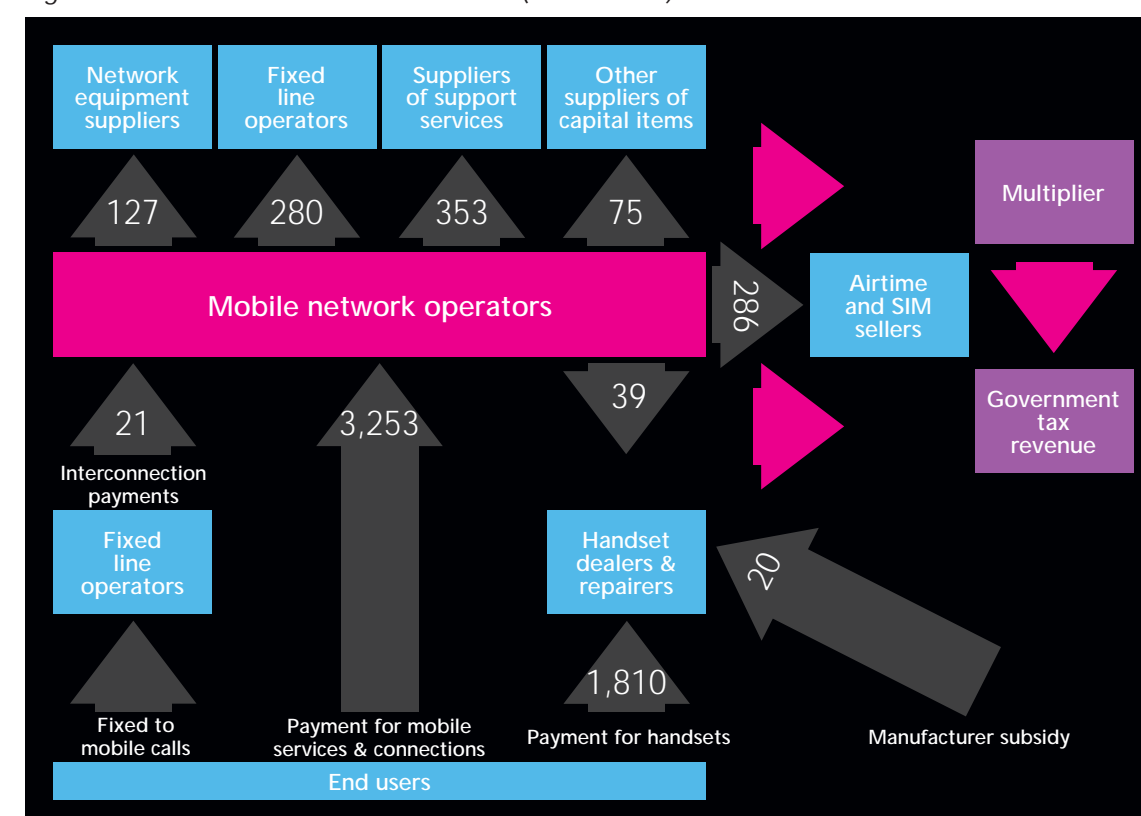 Network
equipment
suppliers
Fixed
line
operators
Suppliers
of support
services
Other
suppliers of
capital items
127
280
353
75
Multiplier
Mobile network operators
286
Airtime
and SIM
sellers
21
3,253
39
Government
tax
revenue
Interconnection
payments
Fixed
line
operators
Handset
dealers &
repairers
20
1,810
Fixed to
mobile calls
Payment for mobile
services & connections
Payment for handsets
Manufacturer subsidy
End users